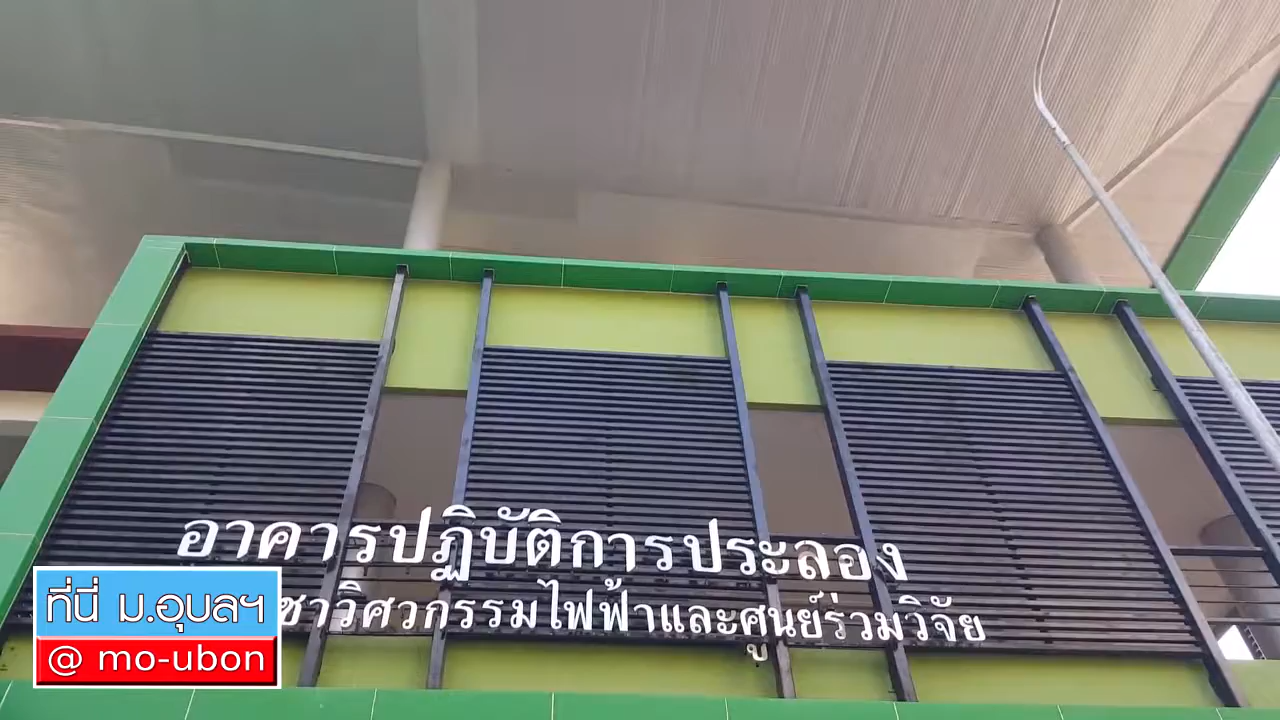 อาคารปฏิบัติการประลอง
ชาวิศวกรรมไฟฟ้าและศูนย์ร่วมวิจัย
ที่นี่ ม.อุบลฯ
@ mo-ubon